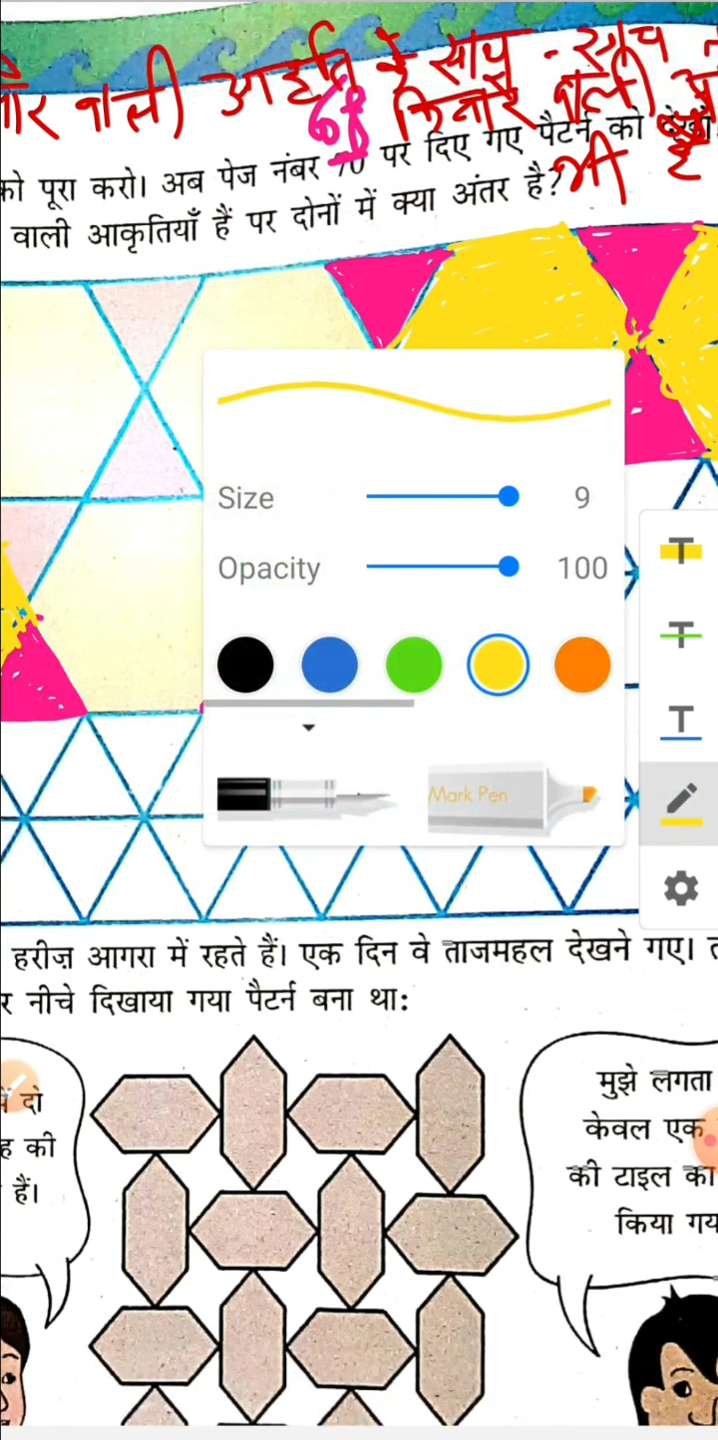 ोर वाली आकृति के साथ - साथ
68 किनारे वाली
को पूरा करो। अब पेज नंबर 70 पर दिए गए पैटर्न को देखो।
भी है
वाली आकृतियाँ हैं पर दोनों में क्या अंतर है?
Size 9
Opacity 100
T
T
T
Mark Pen
हरीज़ आगरा में रहते हैं। एक दिन वे ताजमहल देखने गए।
र नीचे दिखाया गया पैटर्न बना था:
में दो
ह की
हैं।
मुझे लगता
केवल एक
की टाइल का
किया गय